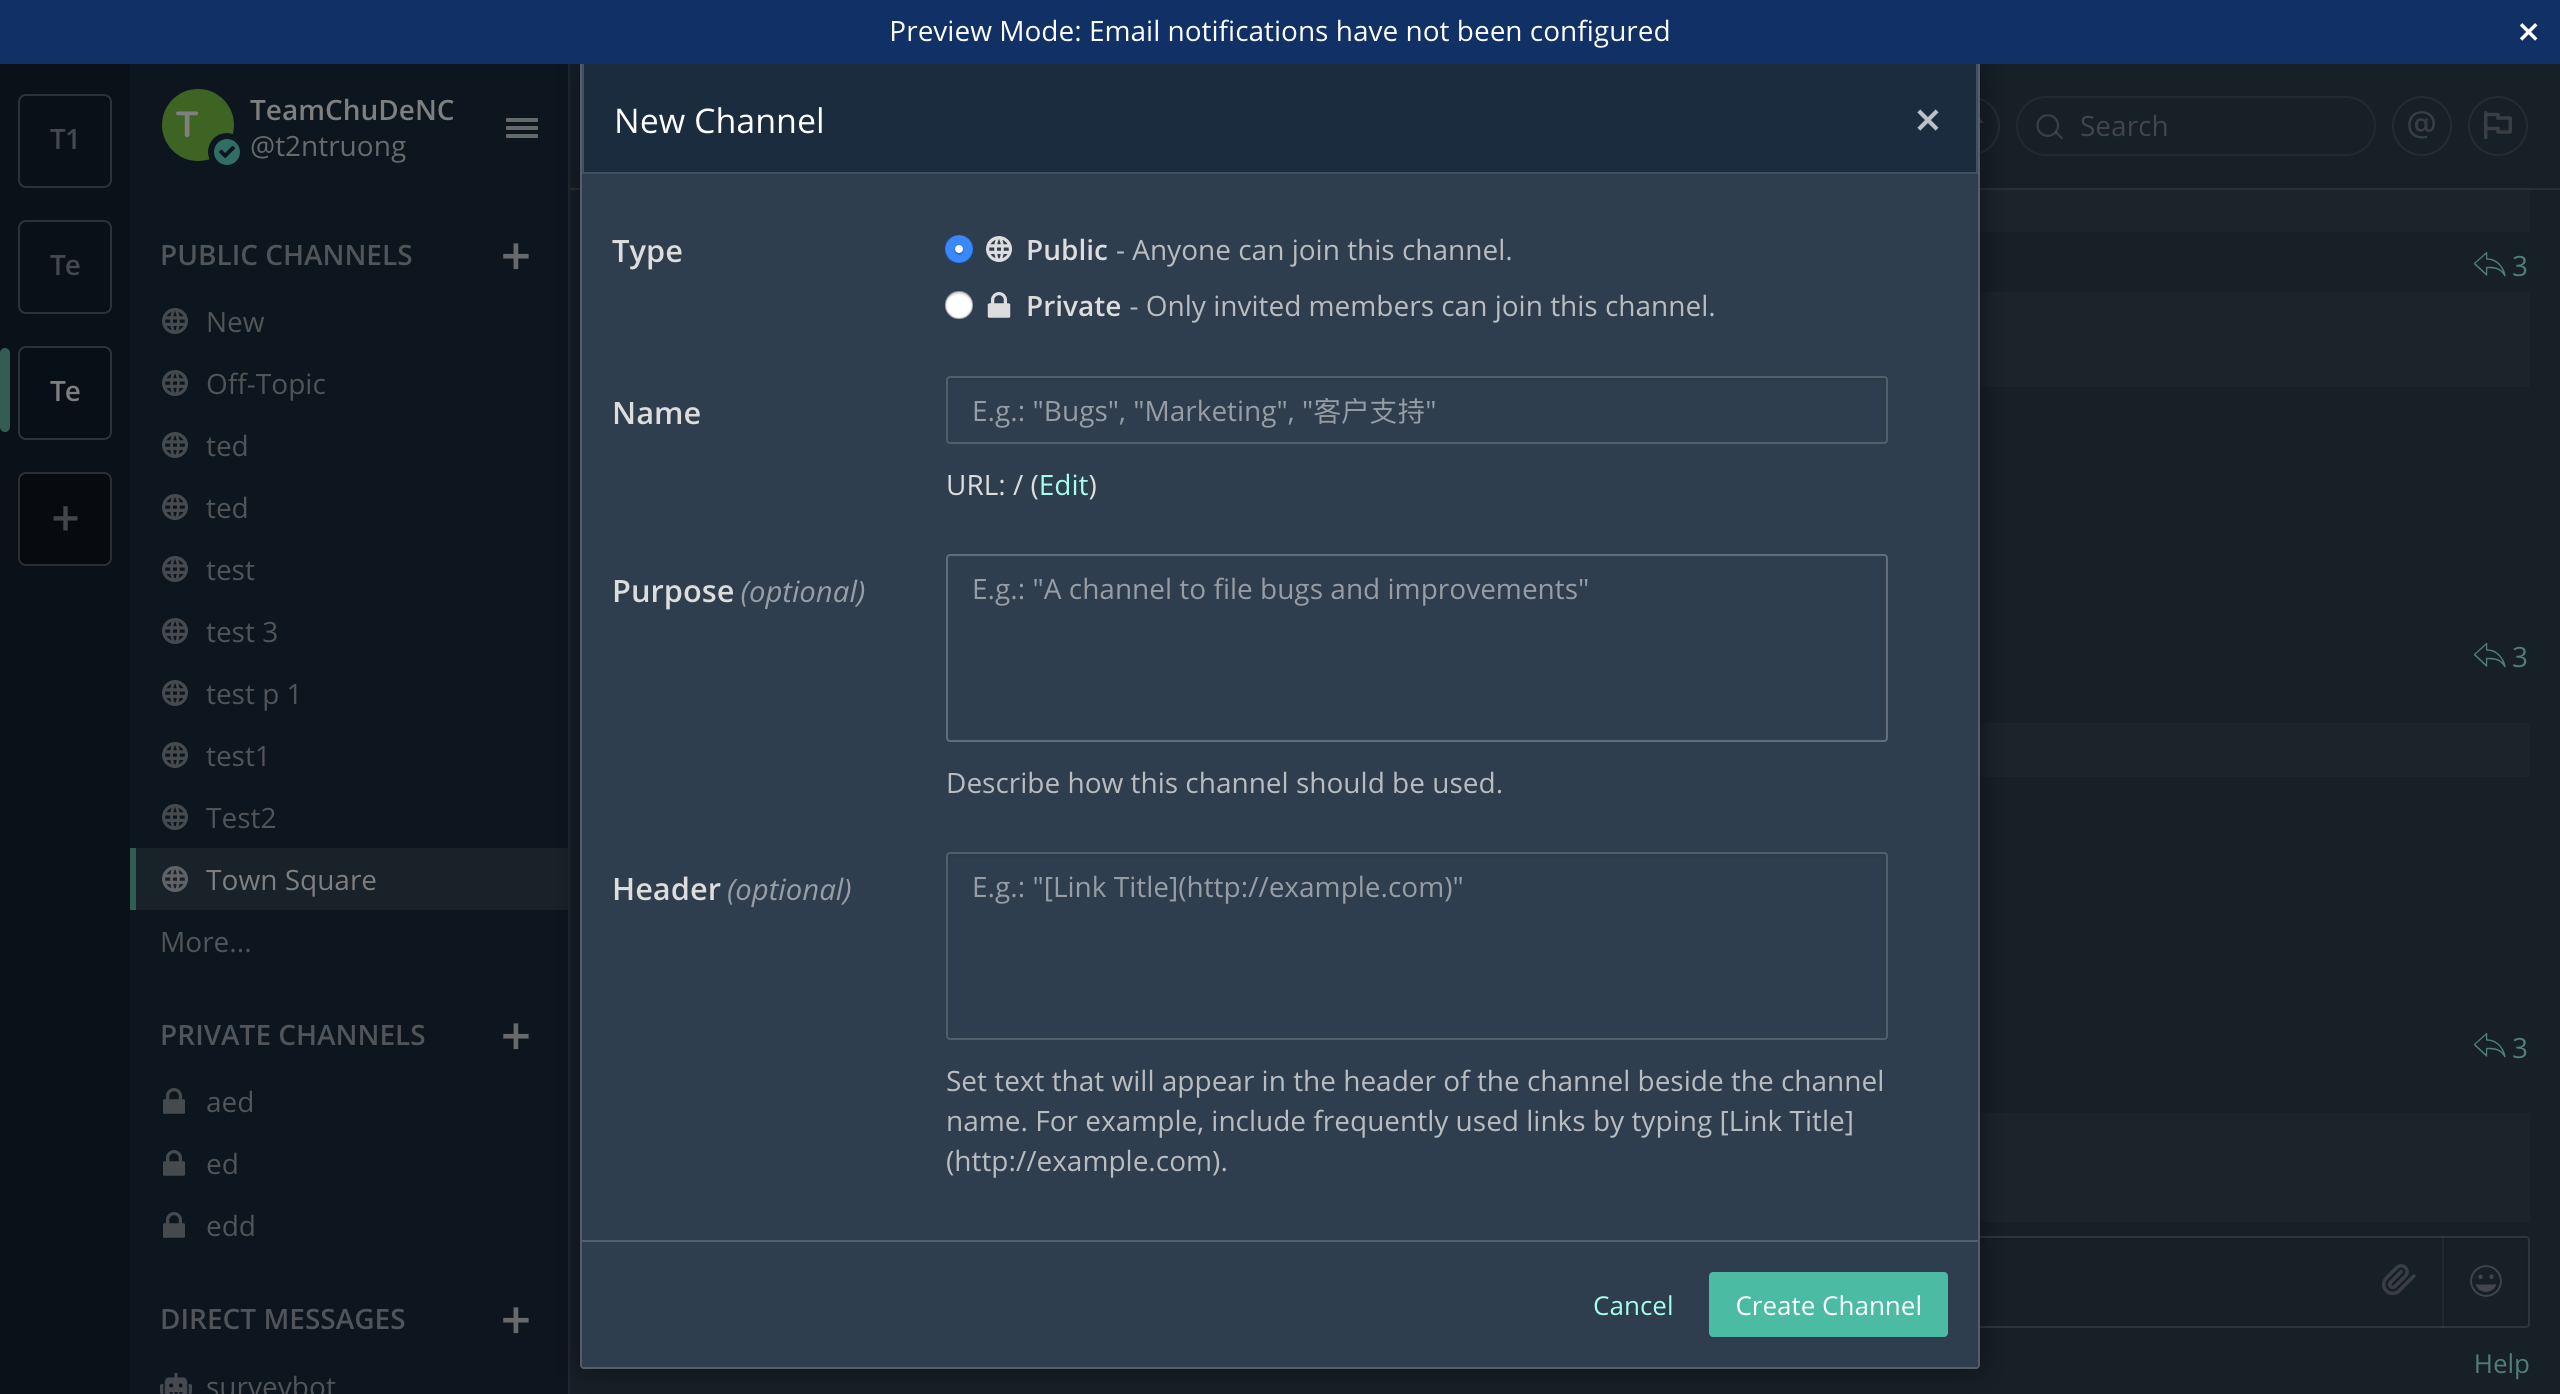 Preview Mode: Email notifications have not been configured
T1
Te
Te
T
TeamChuDeNC
@t2ntruong
PUBLIC CHANNELS
New
Off-Topic
ted
ted
test
test 3
test p 1
test1
Test2
Town Square
More...
PRIVATE CHANNELS
aed
ed
edd
DIRECT MESSAGES
surveybot
New Channel
Type
Public - Anyone can join this channel.
Private - Only invited members can join this channel.
Name
E.g.: "Bugs", "Marketing", "客户支持"
URL: / (Edit)
Purpose (optional)
E.g.: "A channel to file bugs and improvements"
Describe how this channel should be used.
Header (optional)
E.g.: "[Link Title](http://example.com)"
Set text that will appear in the header of the channel beside the channel
name. For example, include frequently used links by typing [Link Title]
(http://example.com).
Cancel
Create Channel
Search
@
3
3
3
Help